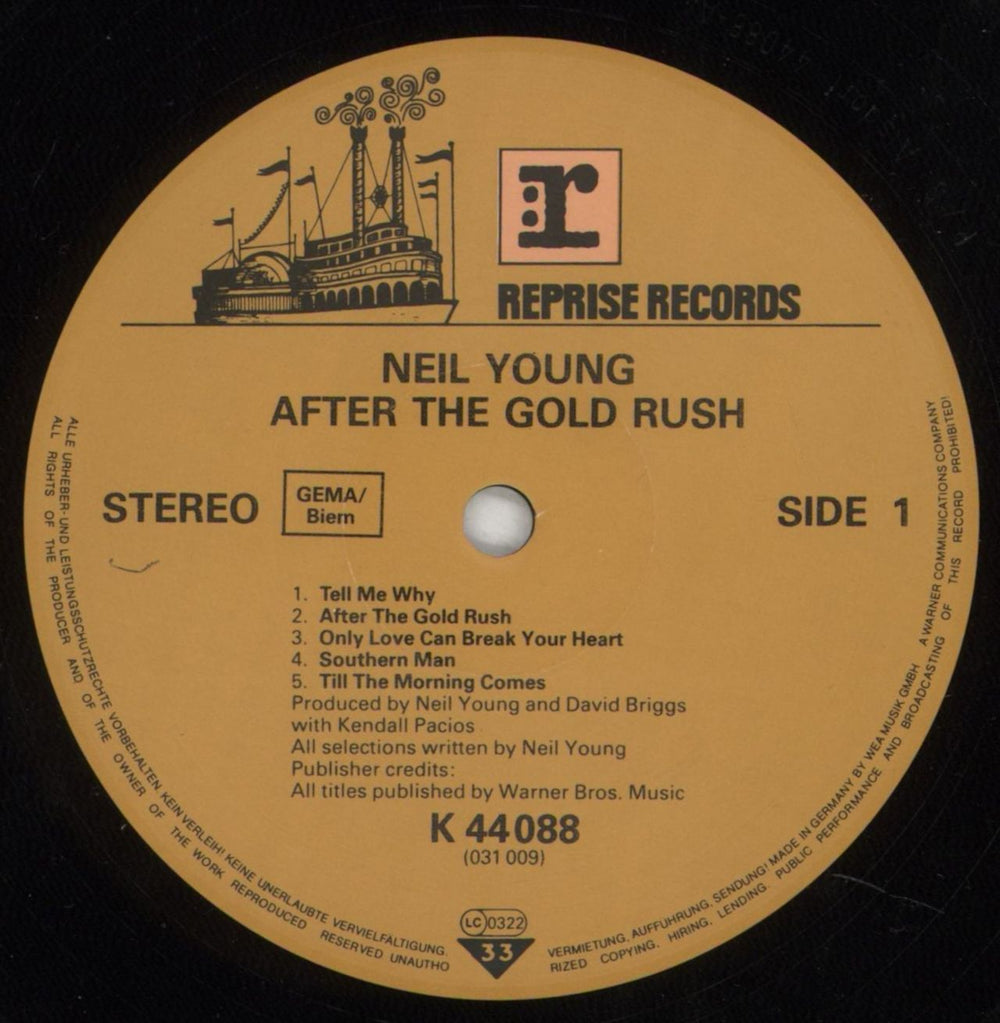 r
REPRISE RECORDS
NEIL YOUNG
AFTER THE GOLD RUSH
STEREO
GEMA/
Biem
SIDE 1
1. Tell Me Why
2. After The Gold Rush
3. Only Love Can Break Your Heart
4. Southern Man
5. Till The Morning Comes
Produced by Neil Young and David Briggs
with Kendall Pacios
All selections written by Neil Young
Publisher credits:
All titles published by Warner Bros. Music
K 44088
(031 009)
LC 0322
33
ALLE URHEBER- UND LEISTUNGSSCHUTZRECHTE VORBEHALTEN KEIN VERLEIH! KEINE UNERLAUBTE VERVIELFÄLTIGUNG. VERMIETUNG, AUFFÜHRUNG, SENDUNG! MADE IN GERMANY BY WEA MUSIK GMBH A WARNER COMMUNICATIONS COMPANY
ALL RIGHTS OF THE PRODUCER AND OF THE OWNER OF THE WORK REPRODUCED RESERVED UNAUTHO RIZED COPYING. HIRING. LENDING. PUBLIC PERFORMANCE AND BROADCASTING OF THIS RECORD PROHIBITED!